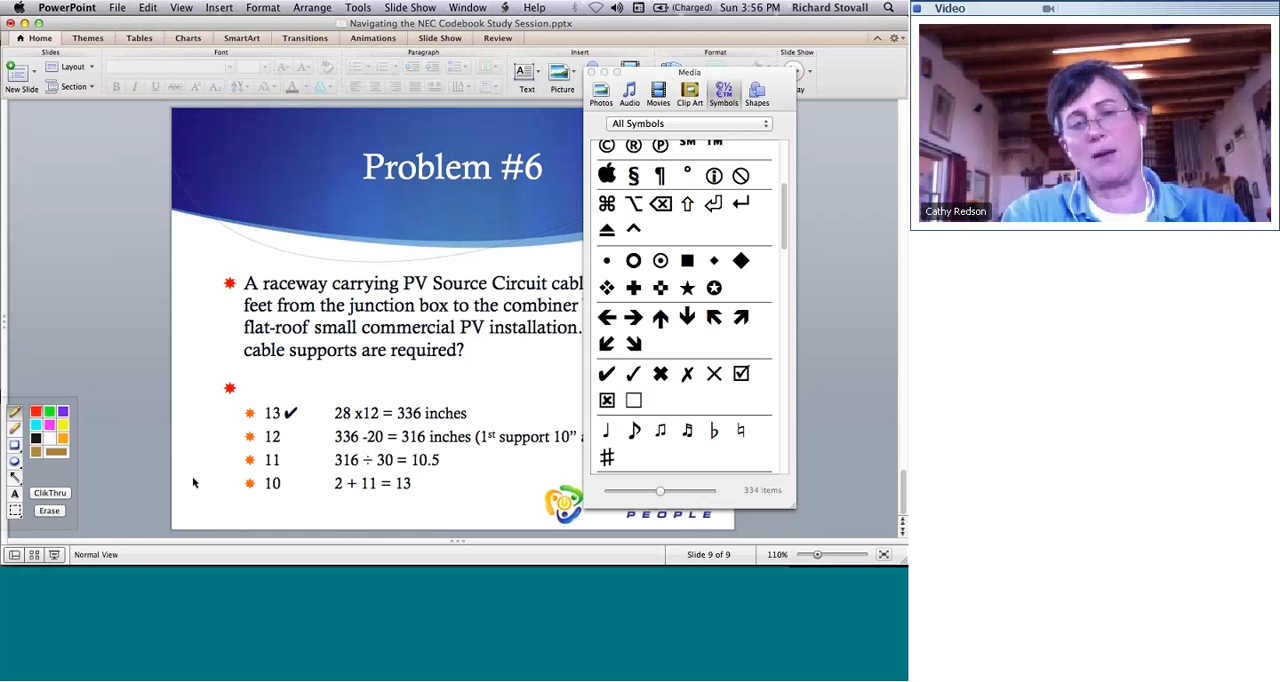 PowerPoint File Edit View Insert Format Arrange Tools Slide Show Window Help (Charged) Sun 3:56 PM Richard Stovall
Navigating the NEC Codebook Study Session.pptx
Home Themes Tables Charts SmartArt Transitions Animations Slide Show Review
Slides Font Paragraph Insert Format Slide Show
New Slide Layout Section Text Picture
Media
Photos Audio Movies Clip Art Symbols Shapes
All Symbols
Problem #6
A raceway carrying PV Source Circuit cabl
feet from the junction box to the combiner
flat-roof small commercial PV installation.
cable supports are required?
13 ✔ 28 x12 = 336 inches
12 336 -20 = 316 inches (1st support 10” a
11 316 ÷ 30 = 10.5
10 2 + 11 = 13
PEOPLE
334 items
ClikThru
Erase
Normal View Slide 9 of 9 110%
Video
Cathy Redson